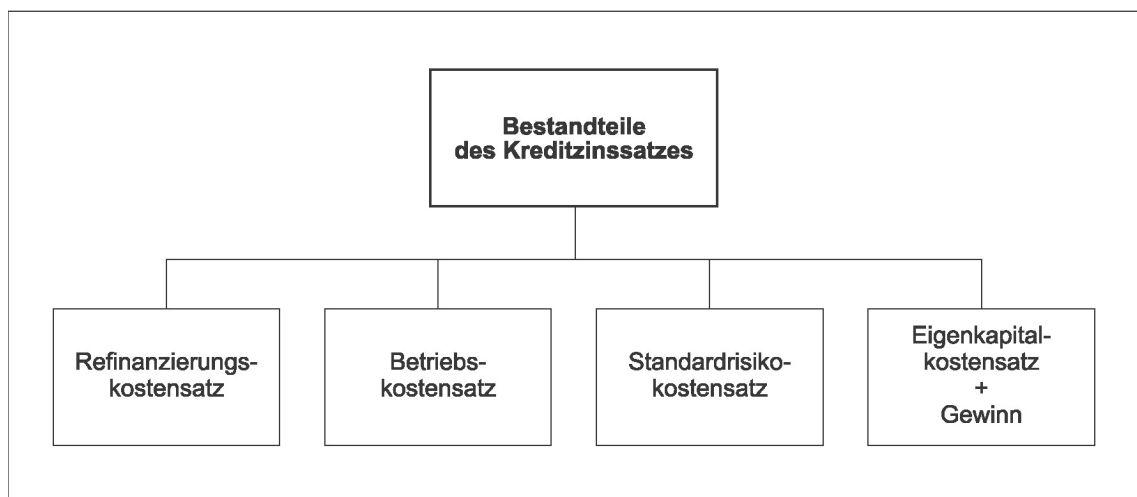 Bestandteile
des Kreditzinssatzes
Refinanzierungs-
kostensatz
Betriebs-
kostensatz
Standardrisiko-
kostensatz
Eigenkapital-
kostensatz
+
Gewinn